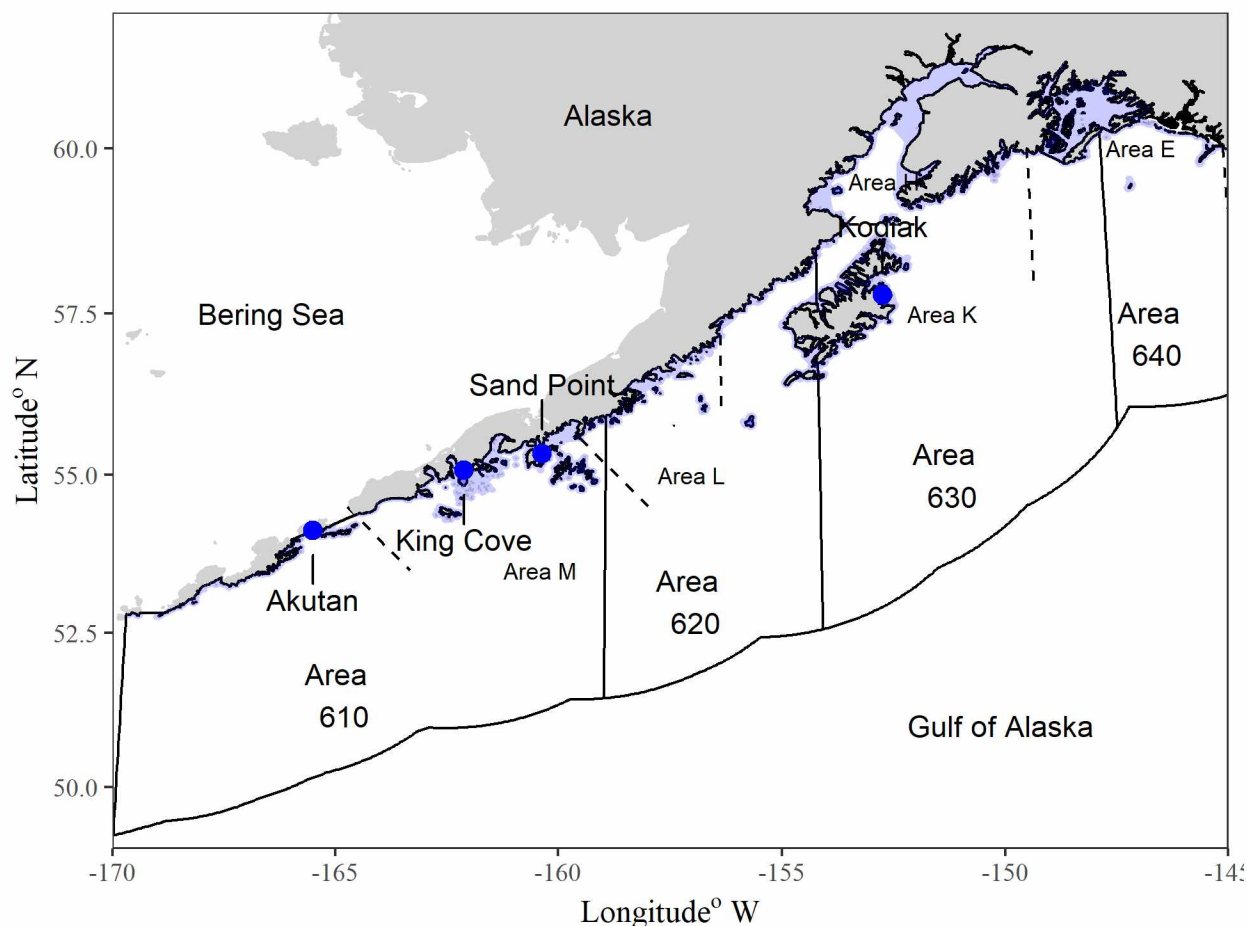 Alaska
60.0
Area E
Area H
Kodiak
57.5
Bering Sea
Area K
Area
640
Sand Point
55.0
Area L
Area
630
King Cove
Area M
Akutan
Area
620
52.5
Area
610
Gulf of Alaska
50.0
-170
-165
-160
-155
-150
-145
Latitude° N
Longitude° W